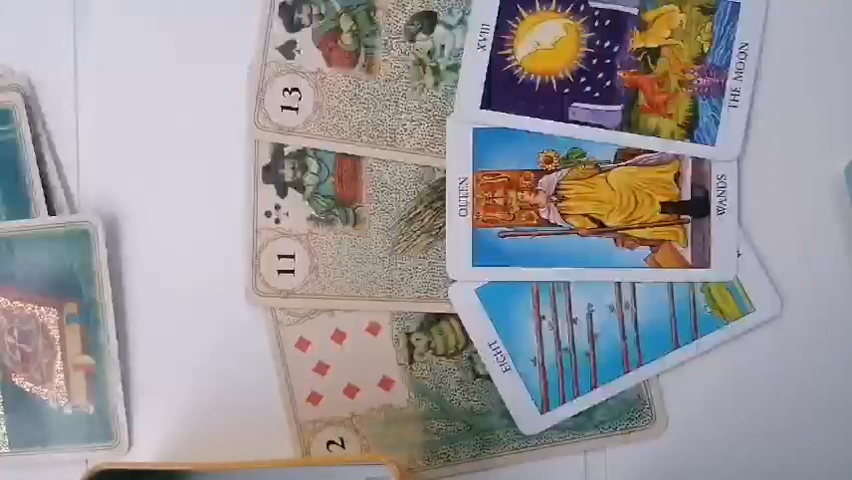 XVIII
THE MOON
13
QUEEN
WANDS
11
EIGHT
2